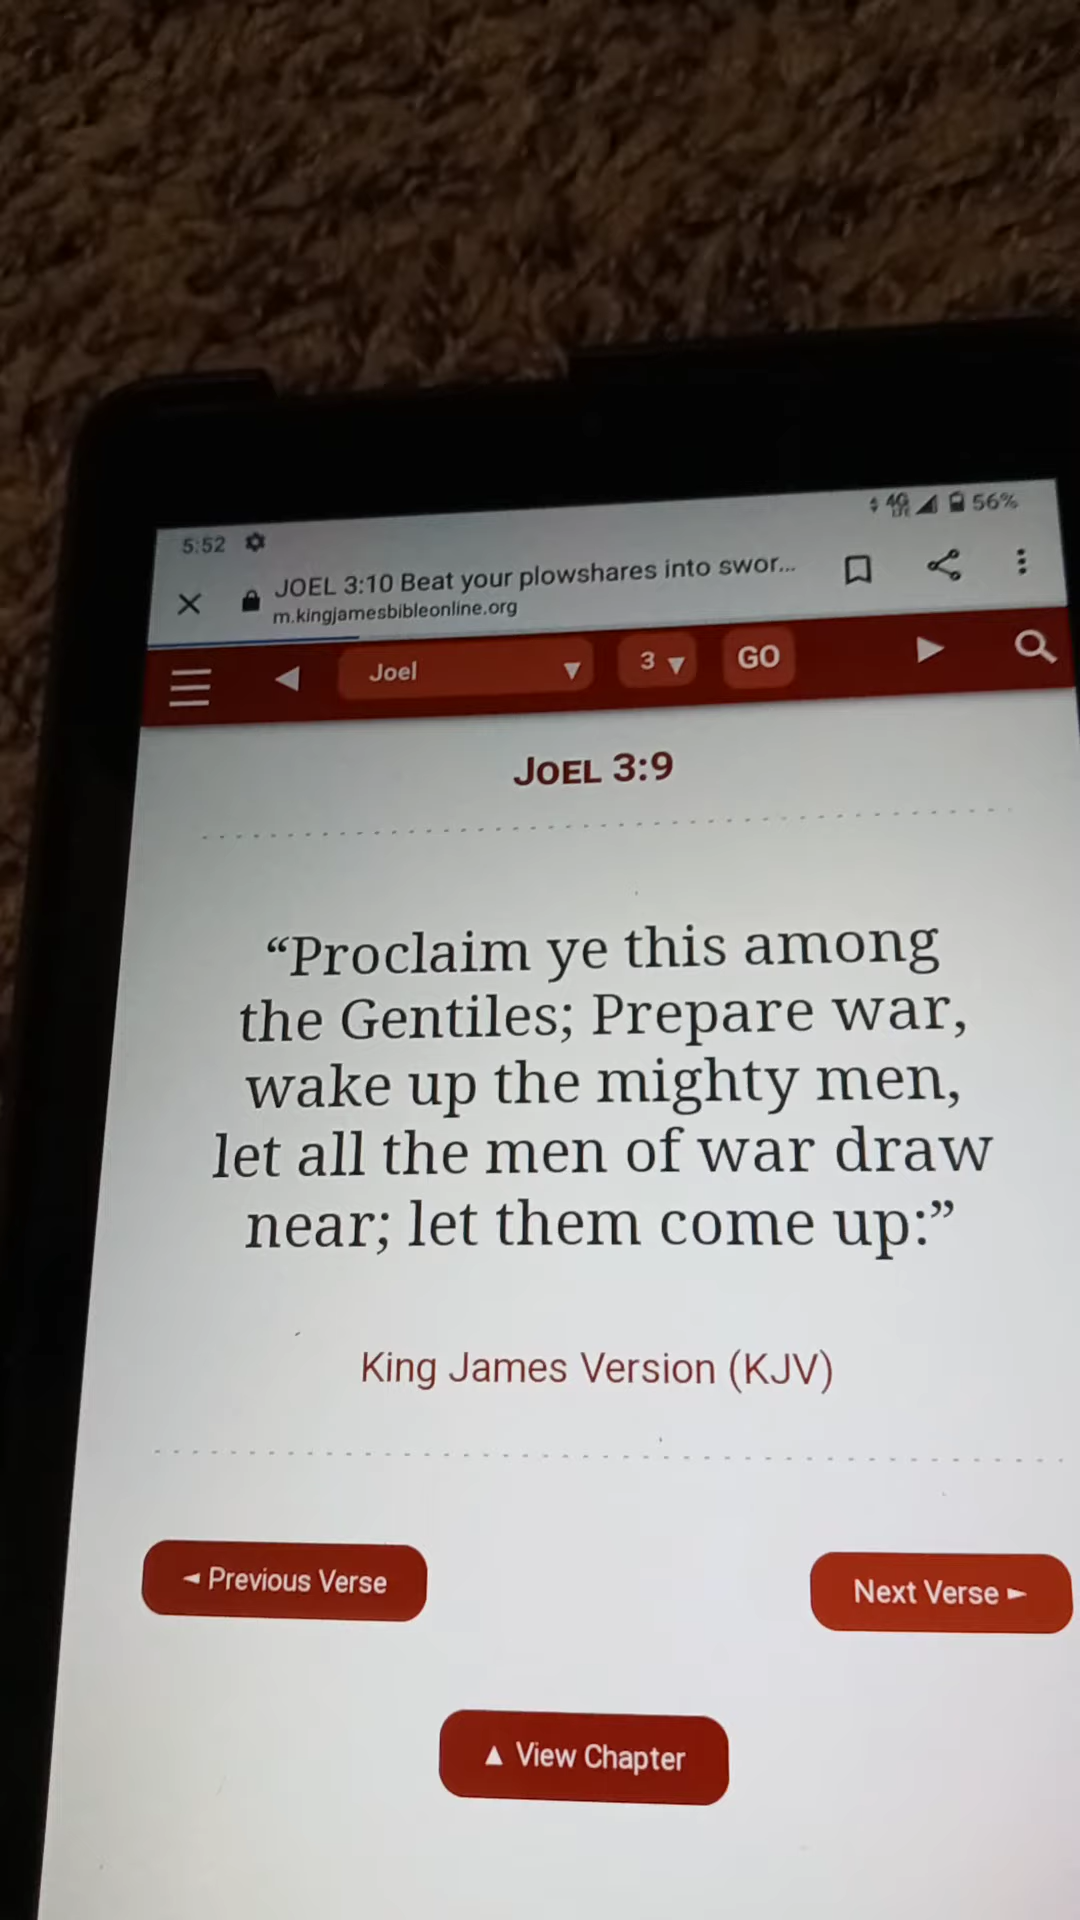 5:52 4G LTE 56%
JOEL 3:10 Beat your plowshares into swor...
m.kingjamesbibleonline.org
Joel 3 GO
JOEL 3:9
“Proclaim ye this among
the Gentiles; Prepare war,
wake up the mighty men,
let all the men of war draw
near; let them come up:”
King James Version (KJV)
◄ Previous Verse
Next Verse ►
▲ View Chapter